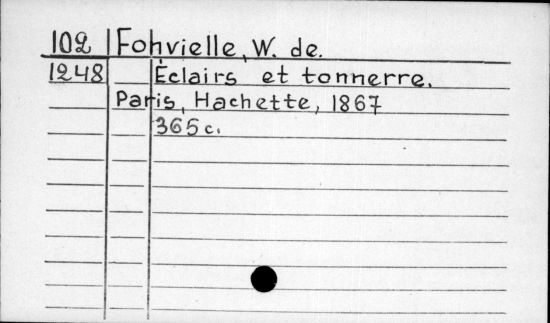 102 Fohvielle, W. de.
1248 Éclairs et tonnerre.
Paris, Hachette, 1867
365 c.